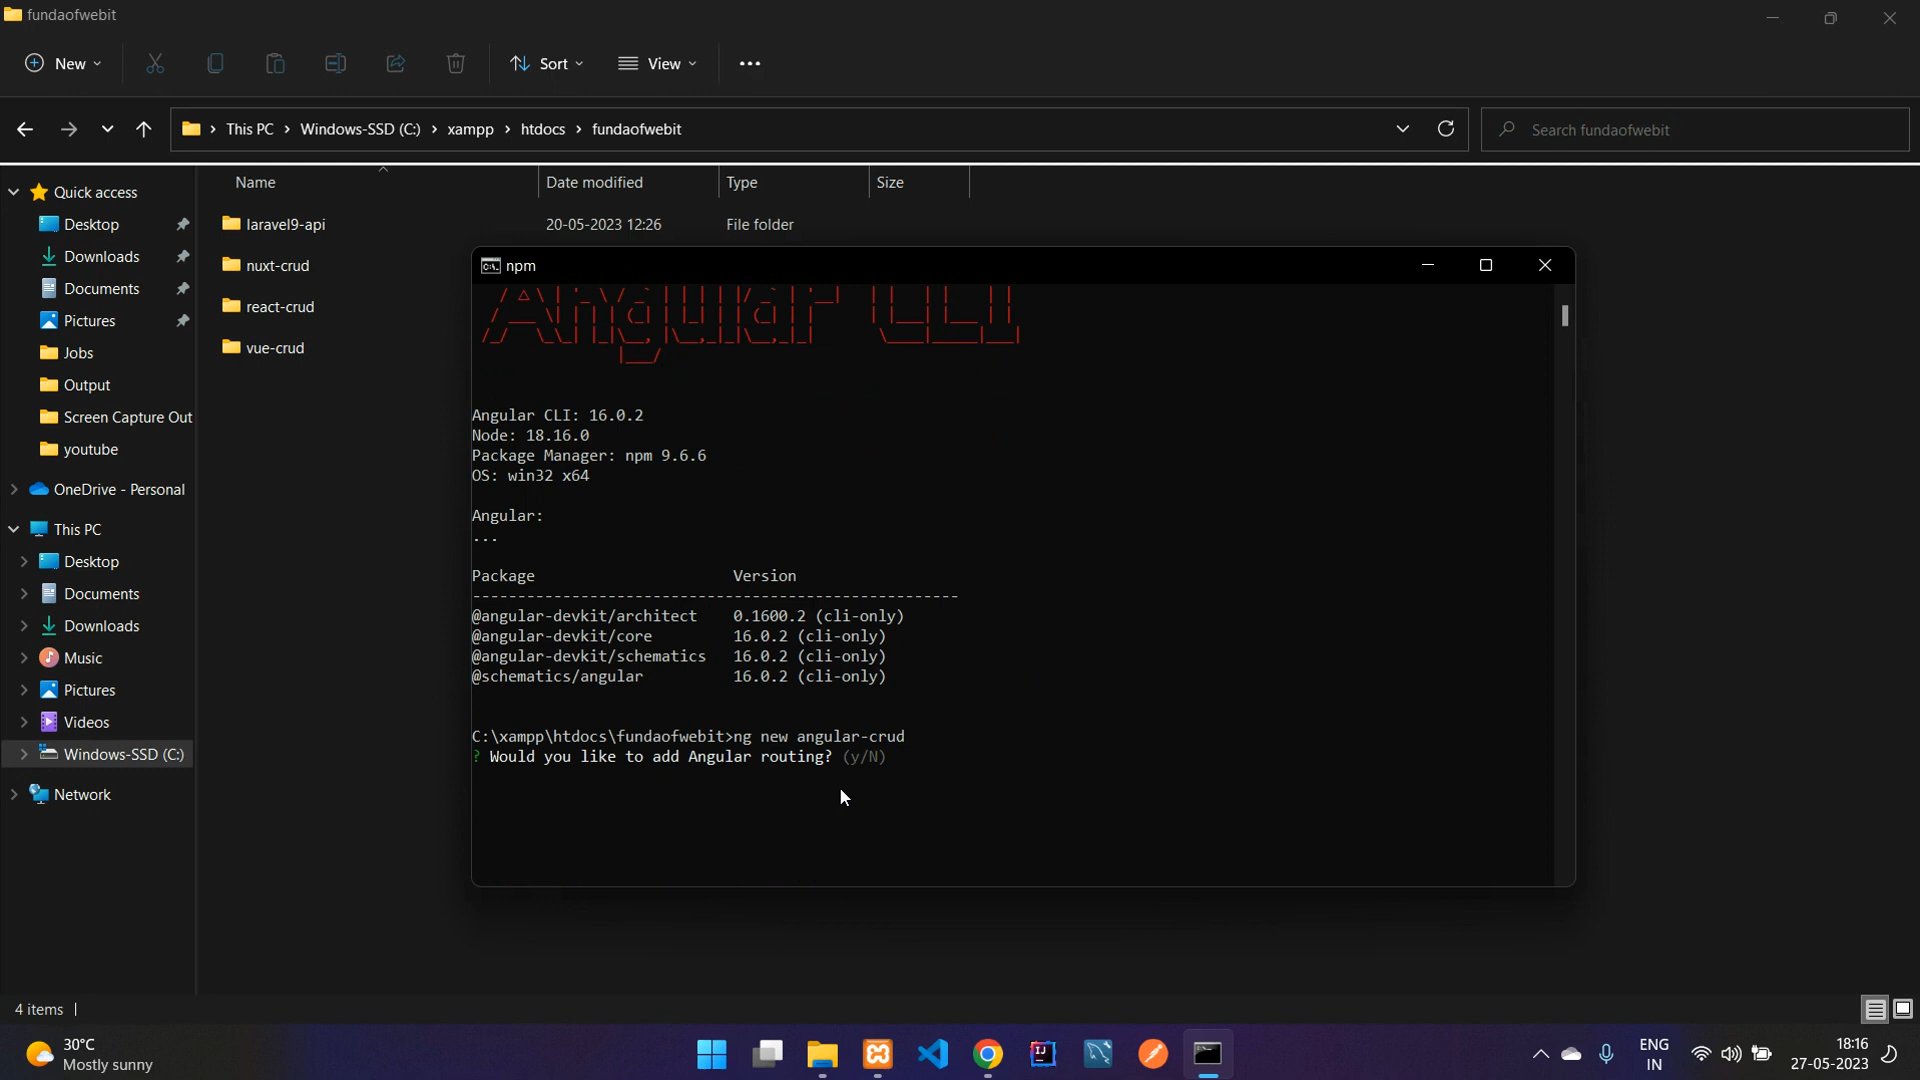 fundaofwebit
New
Sort
View
This PC
Windows-SSD (C:)
xampp
htdocs
fundaofwebit
Search fundaofwebit
Name
Date modified
Type
Size
Quick access
Desktop
Downloads
Documents
Pictures
Jobs
Output
Screen Capture Out
youtube
OneDrive - Personal
This PC
Desktop
Documents
Downloads
Music
Pictures
Videos
Windows-SSD (C:)
Network
laravel9-api
20-05-2023 12:26
File folder
nuxt-crud
react-crud
vue-crud
npm
Angular CLI
Angular CLI: 16.0.2
Node: 18.16.0
Package Manager: npm 9.6.6
OS: win32 x64
Angular:
...
Package Version
------------------------------------------------------
@angular-devkit/architect 0.1600.2 (cli-only)
@angular-devkit/core 16.0.2 (cli-only)
@angular-devkit/schematics 16.0.2 (cli-only)
@schematics/angular 16.0.2 (cli-only)
C:\xampp\htdocs\fundaofwebit>ng new angular-crud
? Would you like to add Angular routing? (y/N)
4 items
30°C
Mostly sunny
ENG
IN
18:16
27-05-2023